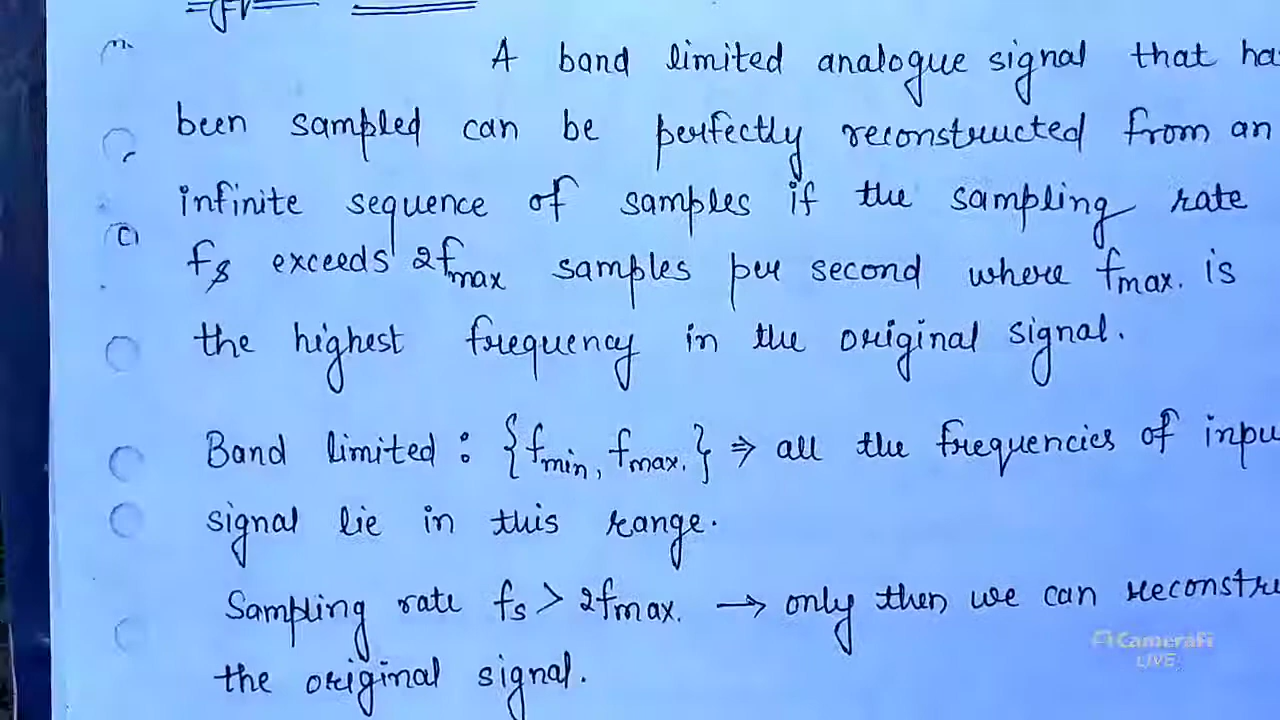 A band limited analogue signal that ha
been sampled can be perfectly reconstructed from an
infinite sequence of samples if the sampling rate
fs exceeds 2fmax samples per second where fmax. is
the highest frequency in the original signal.
Band limited : {fmin, fmax.} ⇒ all the frequencies of inpu
signal lie in this range.
Sampling rate fs > 2fmax. → only then we can reconstru
the original signal.
CameraFi
LIVE